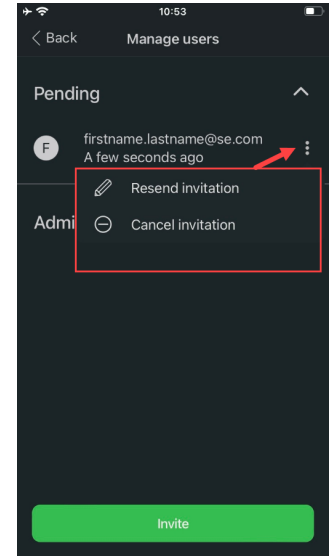 10:53
Back Manage users
Pending
F
firstname.lastname@se.com
A few seconds ago
Resend invitation
Admi
Cancel invitation
Invite